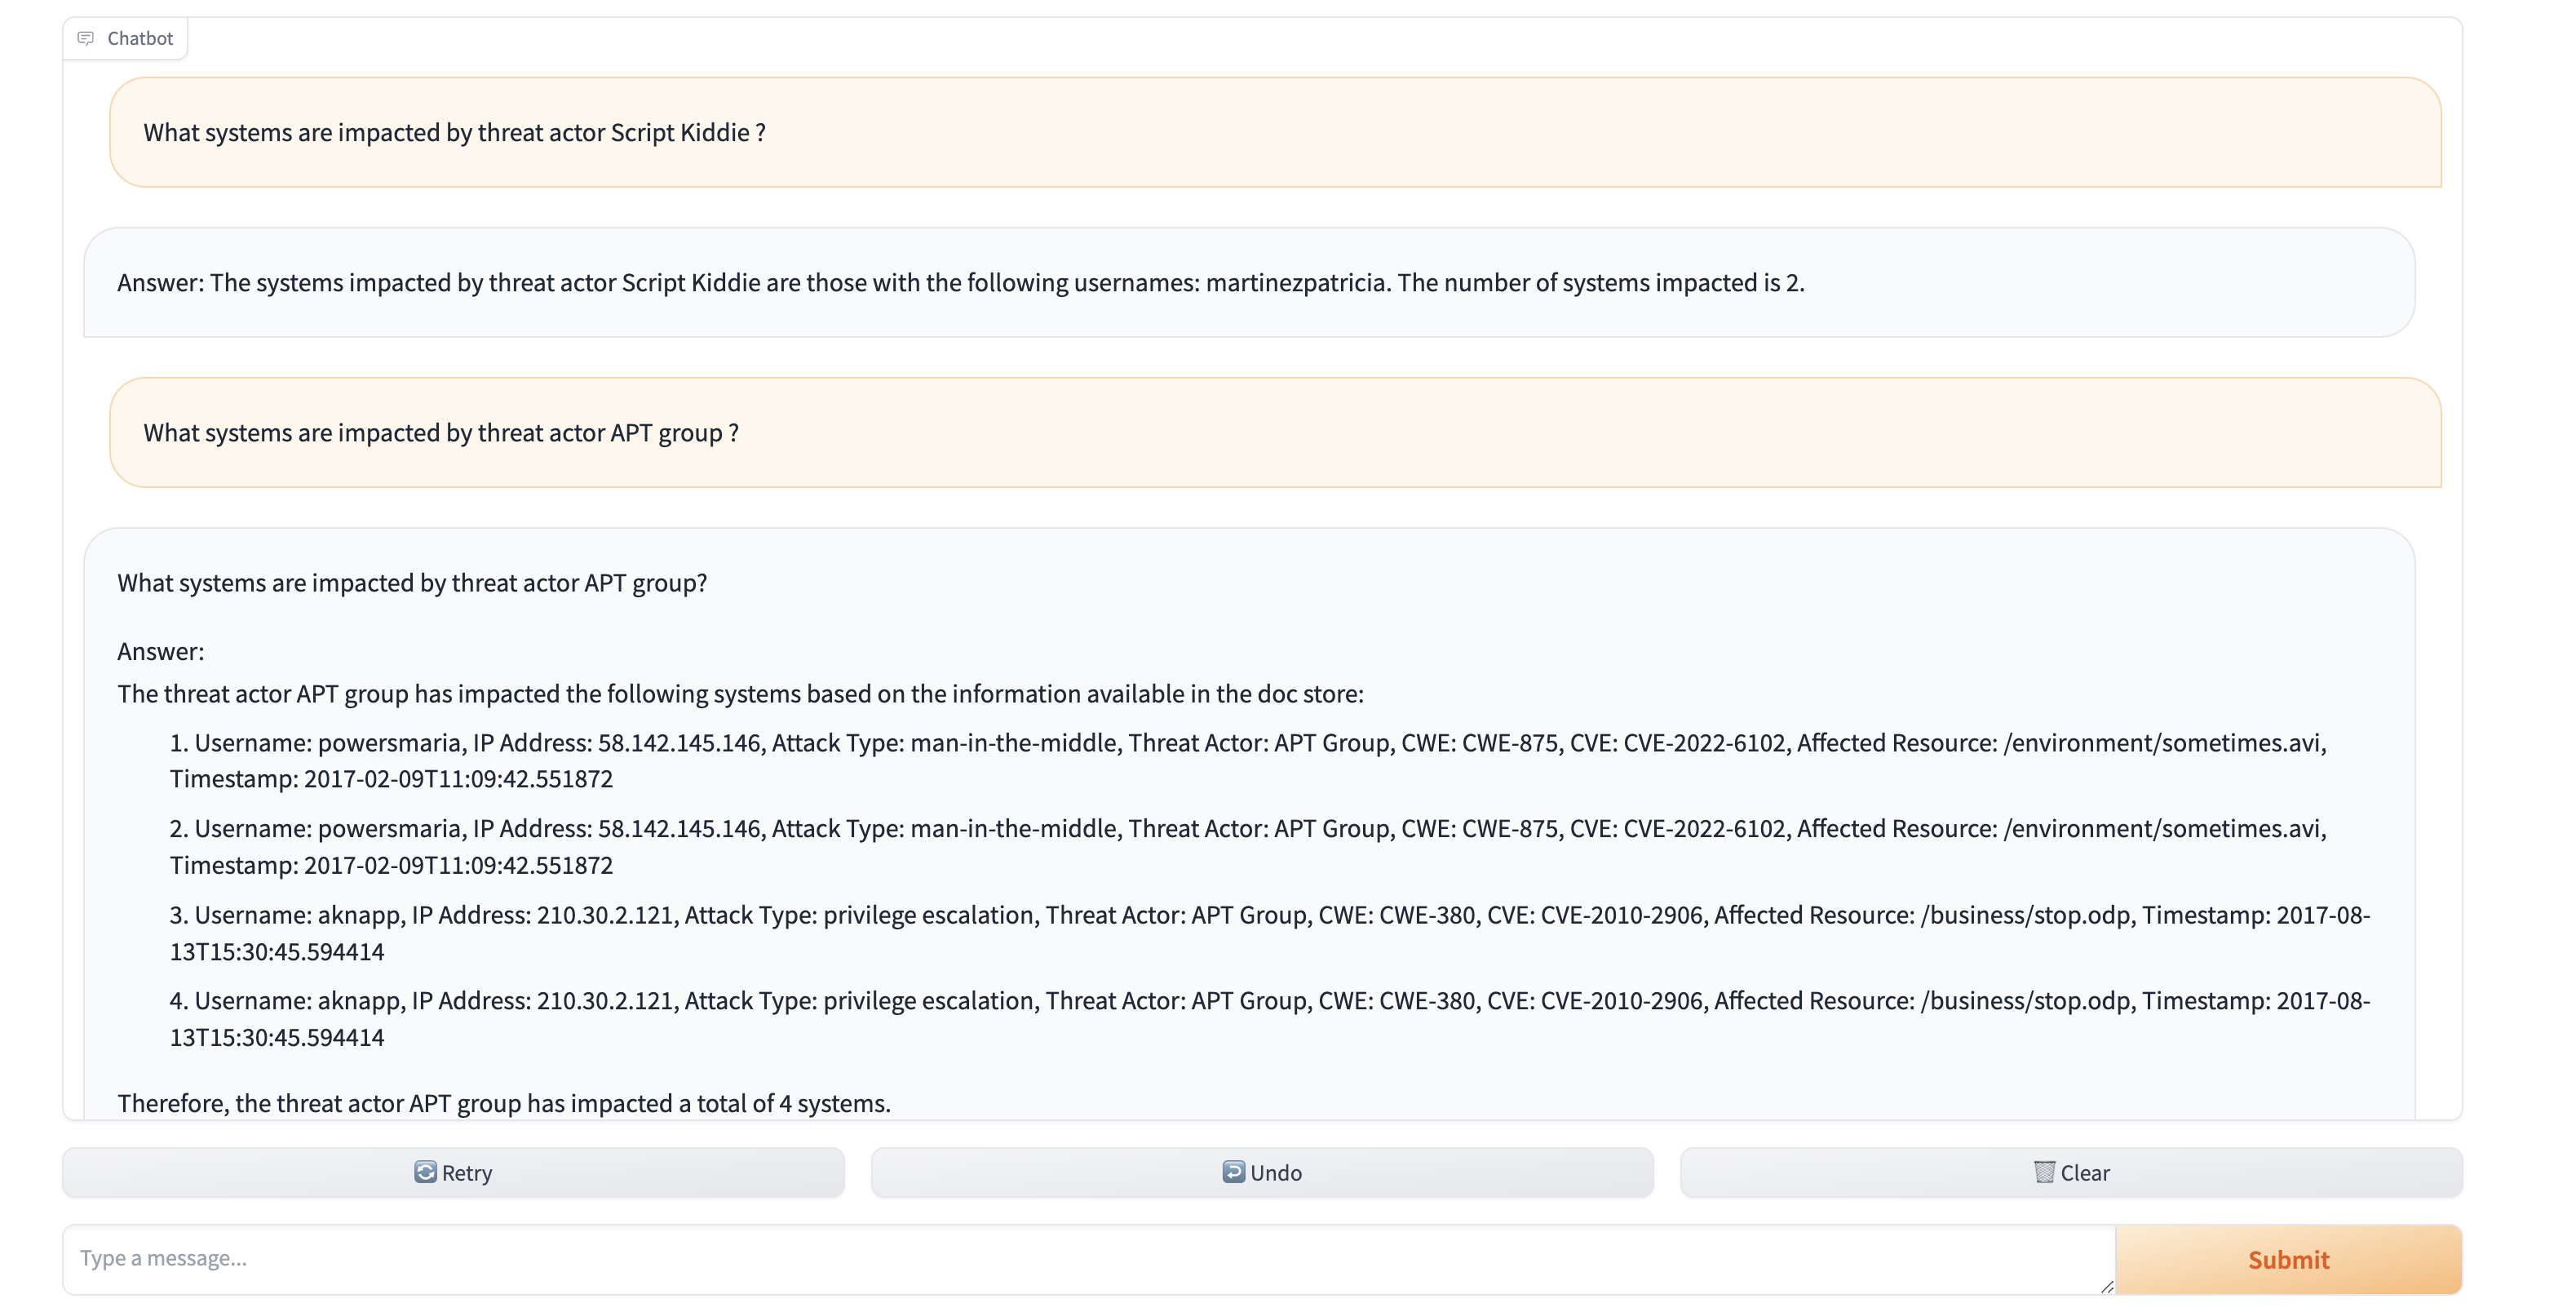 Chatbot
What systems are impacted by threat actor Script Kiddie ?
Answer: The systems impacted by threat actor Script Kiddie are those with the following usernames: martinezpatricia. The number of systems impacted is 2.
What systems are impacted by threat actor APT group ?
What systems are impacted by threat actor APT group?
Answer:
The threat actor APT group has impacted the following systems based on the information available in the doc store:
1. Username: powersmaria, IP Address: 58.142.145.146, Attack Type: man-in-the-middle, Threat Actor: APT Group, CWE: CWE-875, CVE: CVE-2022-6102, Affected Resource: /environment/sometimes.avi,
Timestamp: 2017-02-09T11:09:42.551872
2. Username: powersmaria, IP Address: 58.142.145.146, Attack Type: man-in-the-middle, Threat Actor: APT Group, CWE: CWE-875, CVE: CVE-2022-6102, Affected Resource: /environment/sometimes.avi,
Timestamp: 2017-02-09T11:09:42.551872
3. Username: aknapp, IP Address: 210.30.2.121, Attack Type: privilege escalation, Threat Actor: APT Group, CWE: CWE-380, CVE: CVE-2010-2906, Affected Resource: /business/stop.odp, Timestamp: 2017-08-
13T15:30:45.594414
4. Username: aknapp, IP Address: 210.30.2.121, Attack Type: privilege escalation, Threat Actor: APT Group, CWE: CWE-380, CVE: CVE-2010-2906, Affected Resource: /business/stop.odp, Timestamp: 2017-08-
13T15:30:45.594414
Therefore, the threat actor APT group has impacted a total of 4 systems.
Retry
Undo
Clear
Type a message...
Submit